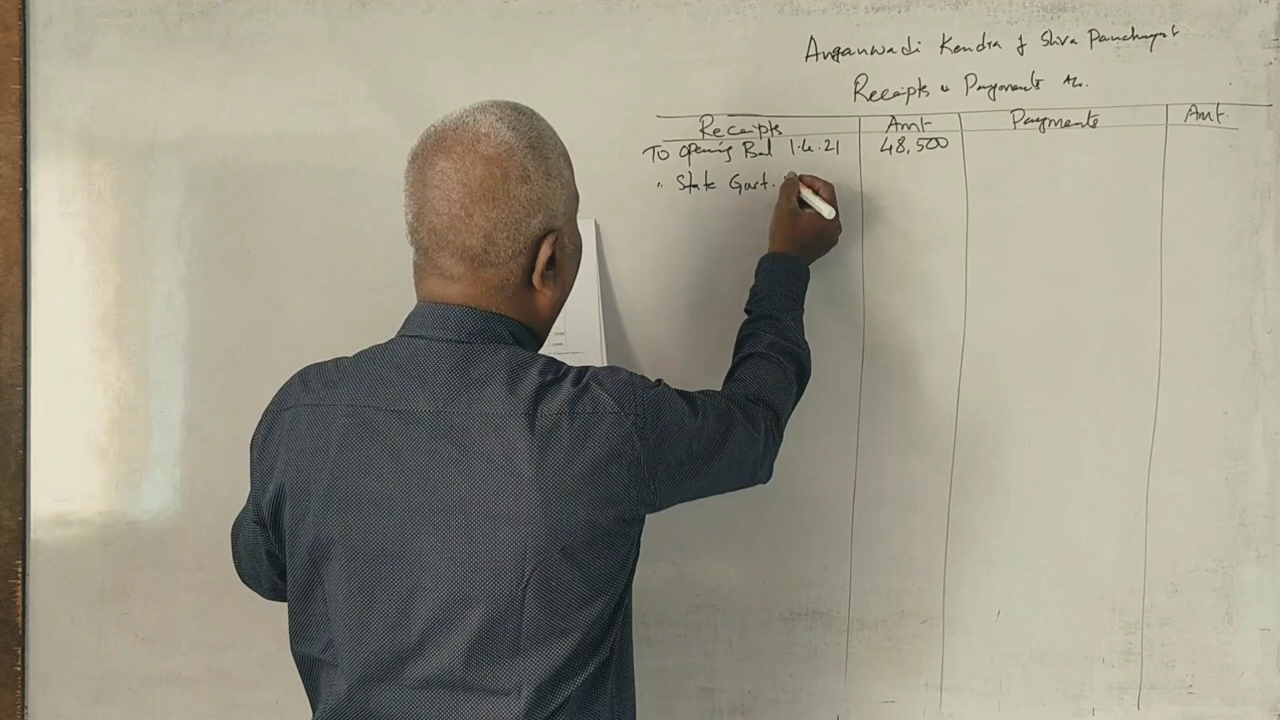 Anganwadi Kendra of Shiva Panchayat
Receipts & Payments A/c.
Receipts Amt Payments Amt.
To Opening Bal 1.4.21 48,500
" State Govt.